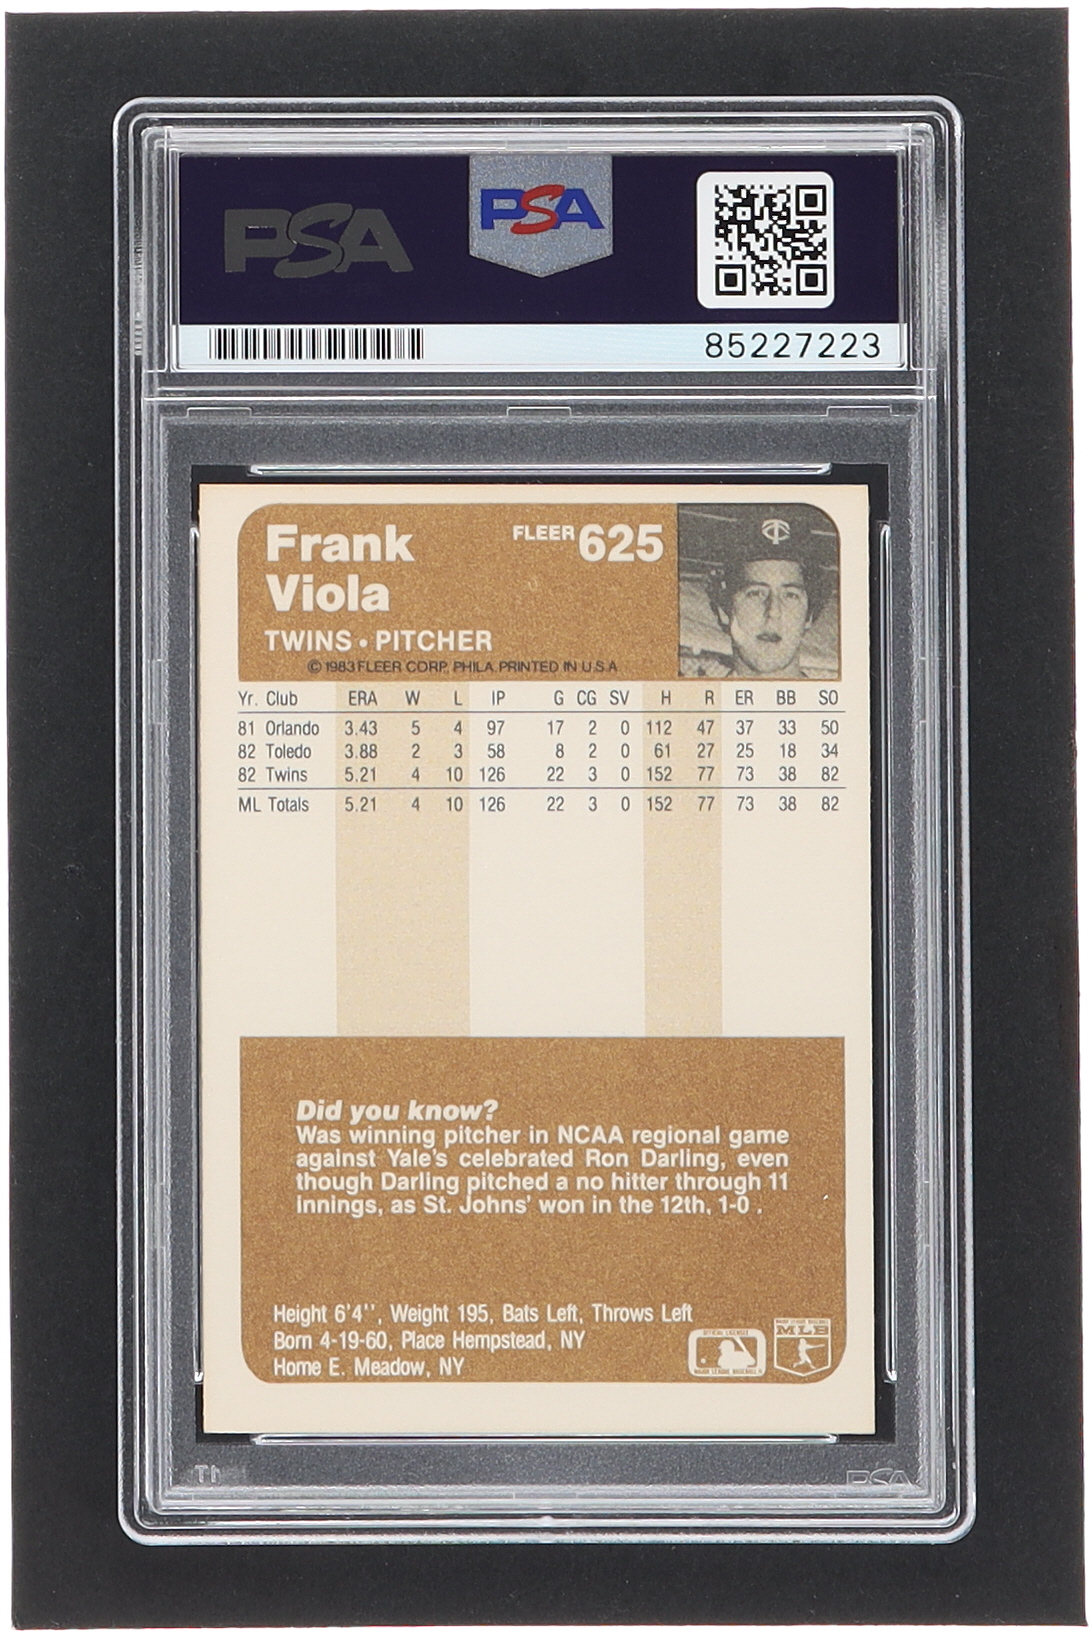 PSA PSA
85227223
Frank FLEER 625
Viola
TWINS • PITCHER
© 1983 FLEER CORP. PHILA. PRINTED IN U.S.A.
Yr. Club ERA W L IP G CG SV H R ER BB SO
81 Orlando 3.43 5 4 97 17 2 0 112 47 37 33 50
82 Toledo 3.88 2 3 58 8 2 0 61 27 25 18 34
82 Twins 5.21 4 10 126 22 3 0 152 77 73 38 82
ML Totals 5.21 4 10 126 22 3 0 152 77 73 38 82
Did you know?
Was winning pitcher in NCAA regional game
against Yale's celebrated Ron Darling, even
though Darling pitched a no hitter through 11
innings, as St. Johns' won in the 12th, 1-0 .
Height 6'4'', Weight 195, Bats Left, Throws Left
Born 4-19-60, Place Hempstead, NY
Home E. Meadow, NY
MLB
PSA